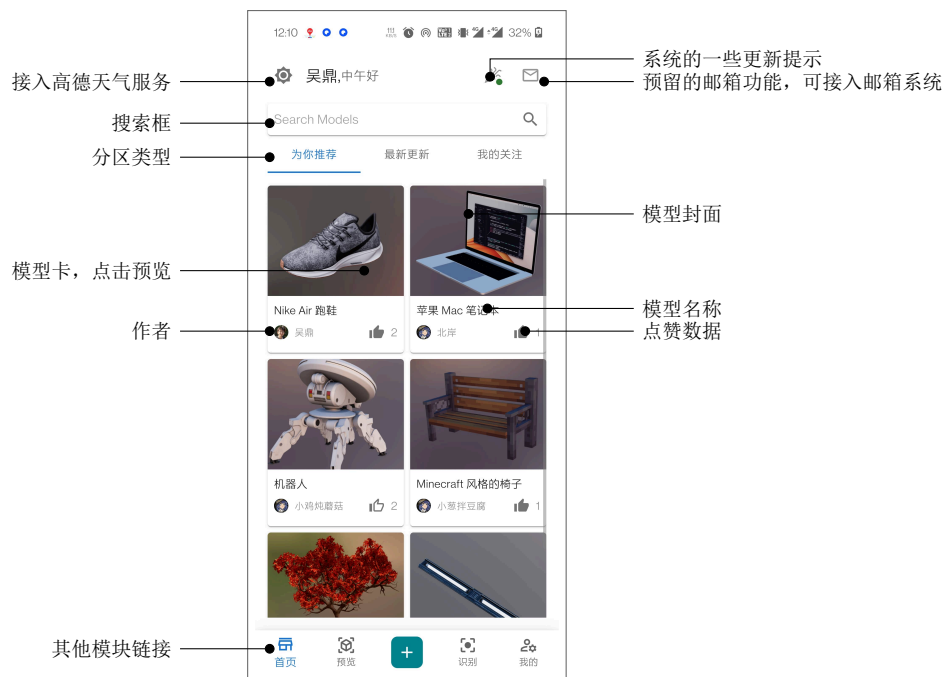 12:10
32%
系统的一些更新提示
接入高德天气服务
吴鼎,中午好
预留的邮箱功能，可接入邮箱系统
搜索框
Search Models
分区类型
为你推荐
最新更新
我的关注
模型封面
模型卡，点击预览
Nike Air 跑鞋
苹果 Mac 笔记本
模型名称
作者
吴鼎
2
北岸
1
点赞数据
机器人
Minecraft 风格的椅子
小鸡炖蘑菇
2
小葱拌豆腐
1
其他模块链接
首页
预览
+
识别
我的